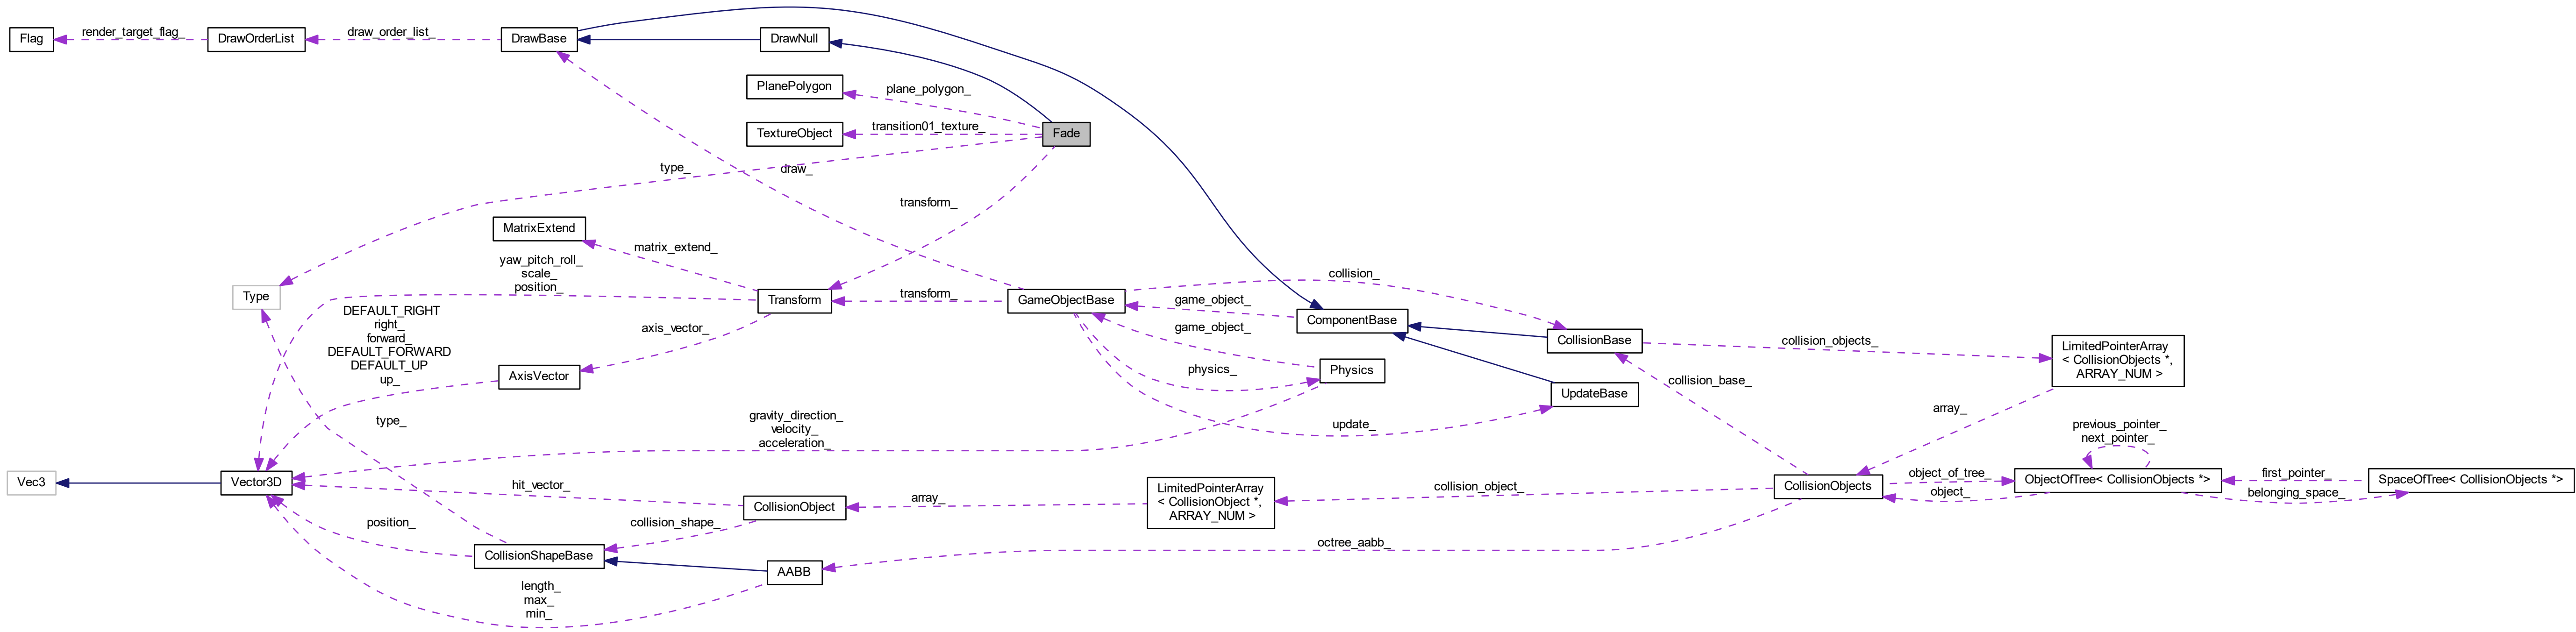 Flag
render_target_flag_
DrawOrderList
draw_order_list_
DrawBase
DrawNull
PlanePolygon
plane_polygon_
TextureObject
transition01_texture_
Fade
type_
draw_
transform_
MatrixExtend
matrix_extend_
yaw_pitch_roll_
scale_
position_
Type
Transform
transform_
GameObjectBase
collision_
game_object_
ComponentBase
DEFAULT_RIGHT
right_
forward_
DEFAULT_FORWARD
DEFAULT_UP
up_
axis_vector_
AxisVector
game_object_
physics_
Physics
CollisionBase
collision_objects_
LimitedPointerArray
< CollisionObjects *,
ARRAY_NUM >
collision_base_
UpdateBase
update_
array_
type_
gravity_direction_
velocity_
acceleration_
previous_pointer_
next_pointer_
Vec3
Vector3D
hit_vector_
CollisionObject
array_
LimitedPointerArray
< CollisionObject *,
ARRAY_NUM >
collision_object_
CollisionObjects
object_of_tree_
object_
ObjectOfTree< CollisionObjects *>
first_pointer_
belonging_space_
SpaceOfTree< CollisionObjects *>
position_
collision_shape_
CollisionShapeBase
octree_aabb_
AABB
length_
max_
min_